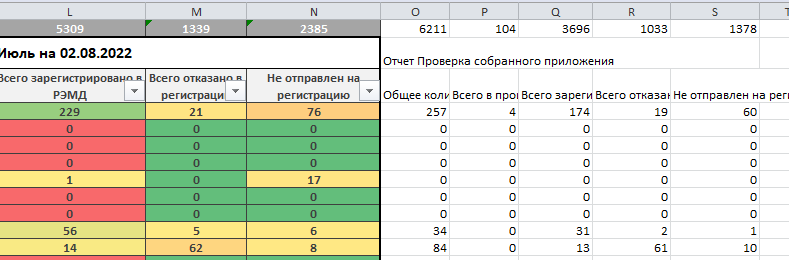 L M N O P Q R S
5309 1339 2385 6211 104 3696 1033 1378
Июль на 02.08.2022
Отчет Проверка собранного приложения
Всего зарегистрировано в Всего отказано в Не отправлен на
РЭМД регистраци регистрацию Общее коли Всего в про Всего зареги Всего отказан Не отправлен на реги
229 21 76 257 4 174 19 60
0 0 0 0 0 0 0 0
0 0 0 0 0 0 0 0
0 0 0 0 0 0 0 0
1 0 17 0 0 0 0 0
0 0 0 0 0 0 0 0
0 0 0 0 0 0 0 0
56 5 6 34 0 31 2 1
14 62 8 84 0 13 61 10